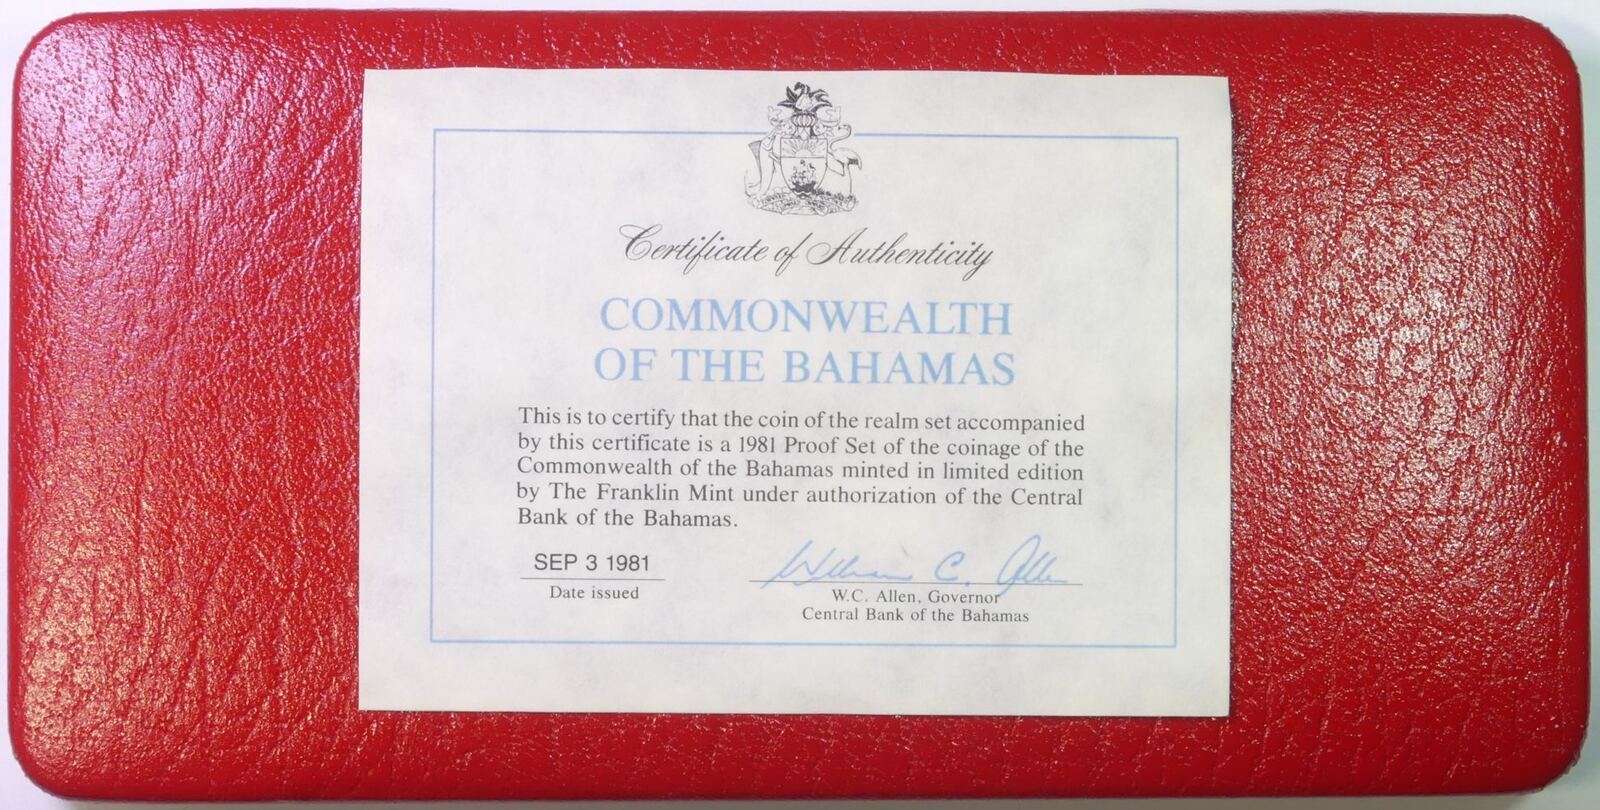 Certificate of Authenticity
COMMONWEALTH
OF THE BAHAMAS
This is to certify that the coin of the realm set accompanied
by this certificate is a 1981 Proof Set of the coinage of the
Commonwealth of the Bahamas minted in limited edition
by The Franklin Mint under authorization of the Central
Bank of the Bahamas.
SEP 3 1981
Date issued
William C. Allen
W.C. Allen, Governor
Central Bank of the Bahamas